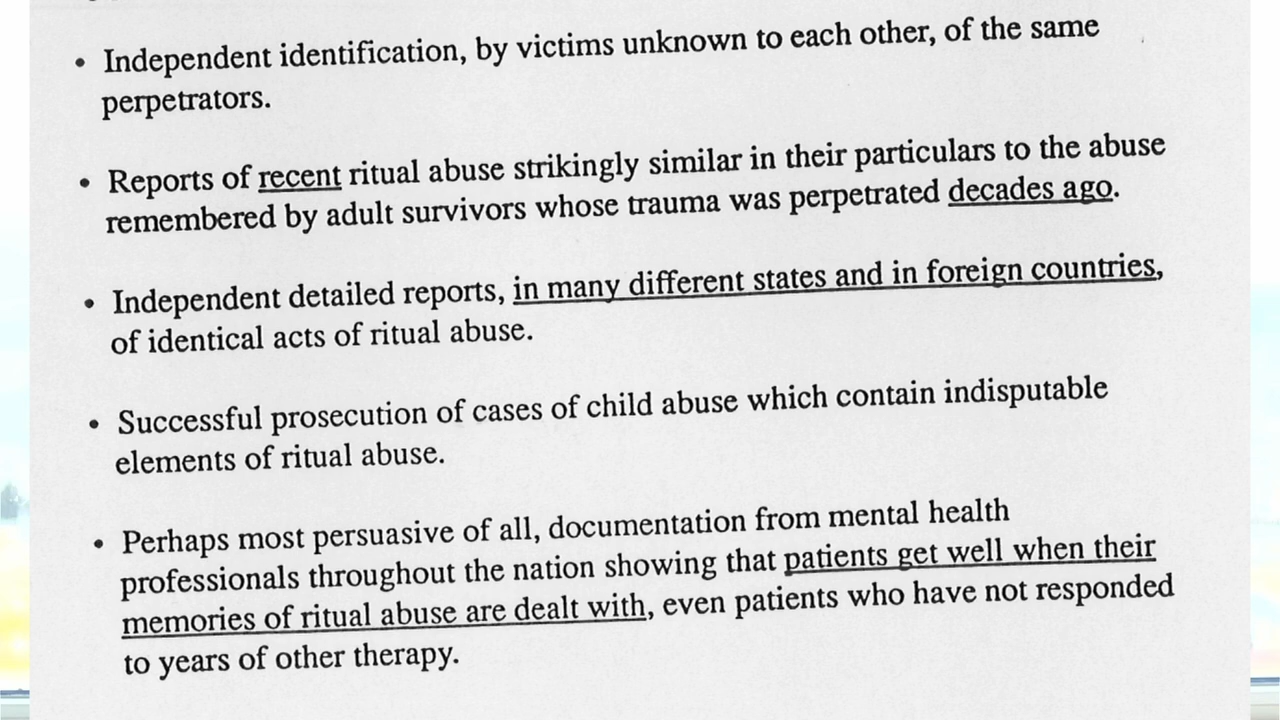 • Independent identification, by victims unknown to each other, of the same
perpetrators.
• Reports of recent ritual abuse strikingly similar in their particulars to the abuse
remembered by adult survivors whose trauma was perpetrated decades ago.
• Independent detailed reports, in many different states and in foreign countries,
of identical acts of ritual abuse.
• Successful prosecution of cases of child abuse which contain indisputable
elements of ritual abuse.
• Perhaps most persuasive of all, documentation from mental health
professionals throughout the nation showing that patients get well when their
memories of ritual abuse are dealt with, even patients who have not responded
to years of other therapy.